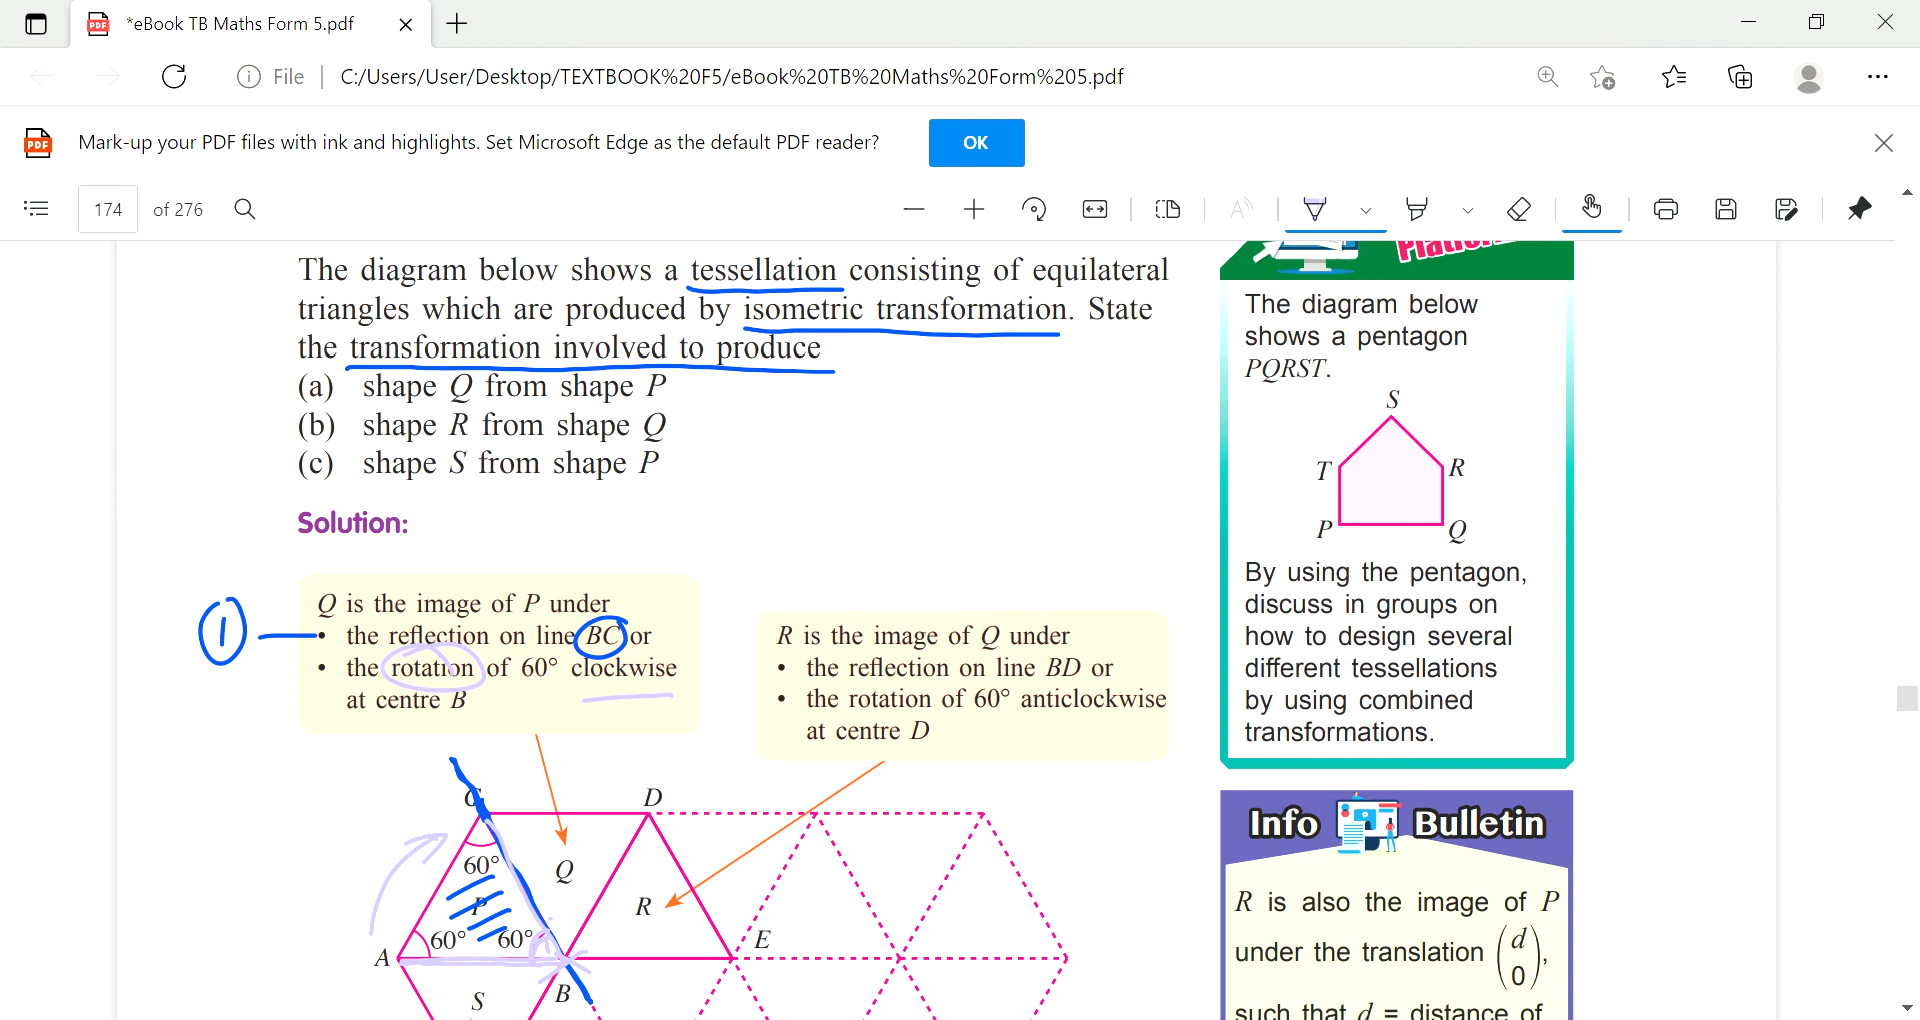 *eBook TB Maths Form 5.pdf
File
C:/Users/User/Desktop/TEXTBOOK%20F5/eBook%20TB%20Maths%20Form%205.pdf
PDF
Mark-up your PDF files with ink and highlights. Set Microsoft Edge as the default PDF reader?
OK
174 of 276
The diagram below shows a tessellation consisting of equilateral
triangles which are produced by isometric transformation. State
the transformation involved to produce
(a) shape Q from shape P
(b) shape R from shape Q
(c) shape S from shape P
Solution:
1
Q is the image of P under
• the reflection on line BC or
• the rotation of 60° clockwise
at centre B
R is the image of Q under
• the reflection on line BD or
• the rotation of 60° anticlockwise
at centre D
C
D
60°
Q
P
R
60°
60°
A
E
S
B
The diagram below
shows a pentagon
PQRST.
S
T
R
P
Q
By using the pentagon,
discuss in groups on
how to design several
different tessellations
by using combined
transformations.
Info Bulletin
R is also the image of P
under the translation (d 0),
such that d = distance of